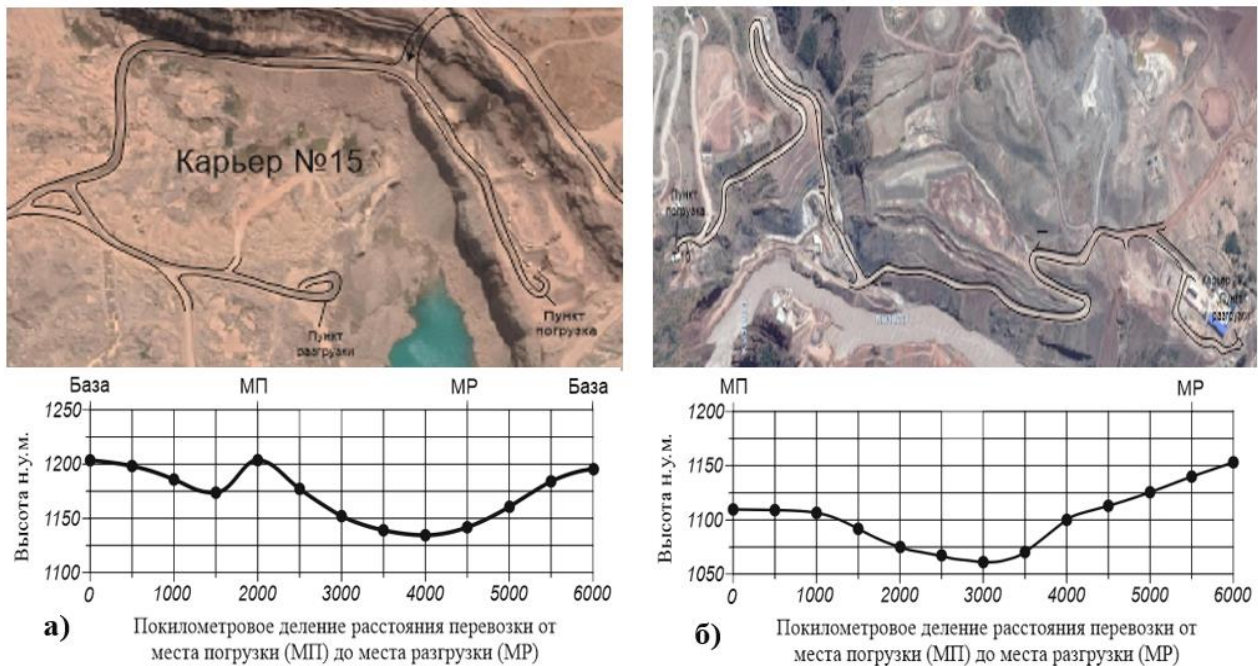 Карьер №15
Пункт
погрузки
Пункт
разгрузки
Пункт
погрузки
База
МП
МР
База
1250
1200
1150
1100
Высота н.у.м.
0
1000
2000
3000
4000
5000
6000
а)
Покилометровое деление расстояния перевозки от
места погрузки (МП) до места разгрузки (МР)
МП
МР
1200
1150
1100
1050
Высота н.у.м.
0
1000
2000
3000
4000
5000
6000
б)
Покилометровое деление расстояния перевозки от
места погрузки (МП) до места разгрузки (МР)